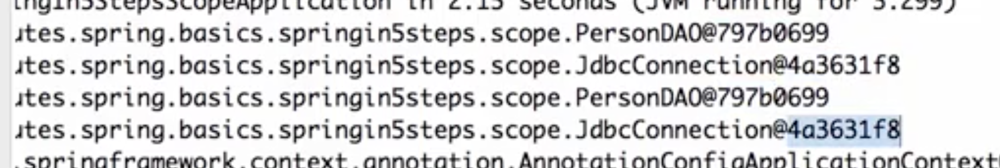 ngin5StepsScopeApplication in 2.15 seconds (JVM running for 3.299)
utes.spring.basics.springin5steps.scope.PersonDAO@797b0699
utes.spring.basics.springin5steps.scope.JdbcConnection@4a3631f8
utes.spring.basics.springin5steps.scope.PersonDAO@797b0699
utes.spring.basics.springin5steps.scope.JdbcConnection@4a3631f8
.springframework.context.annotation.AnnotationConfigApplicationContext